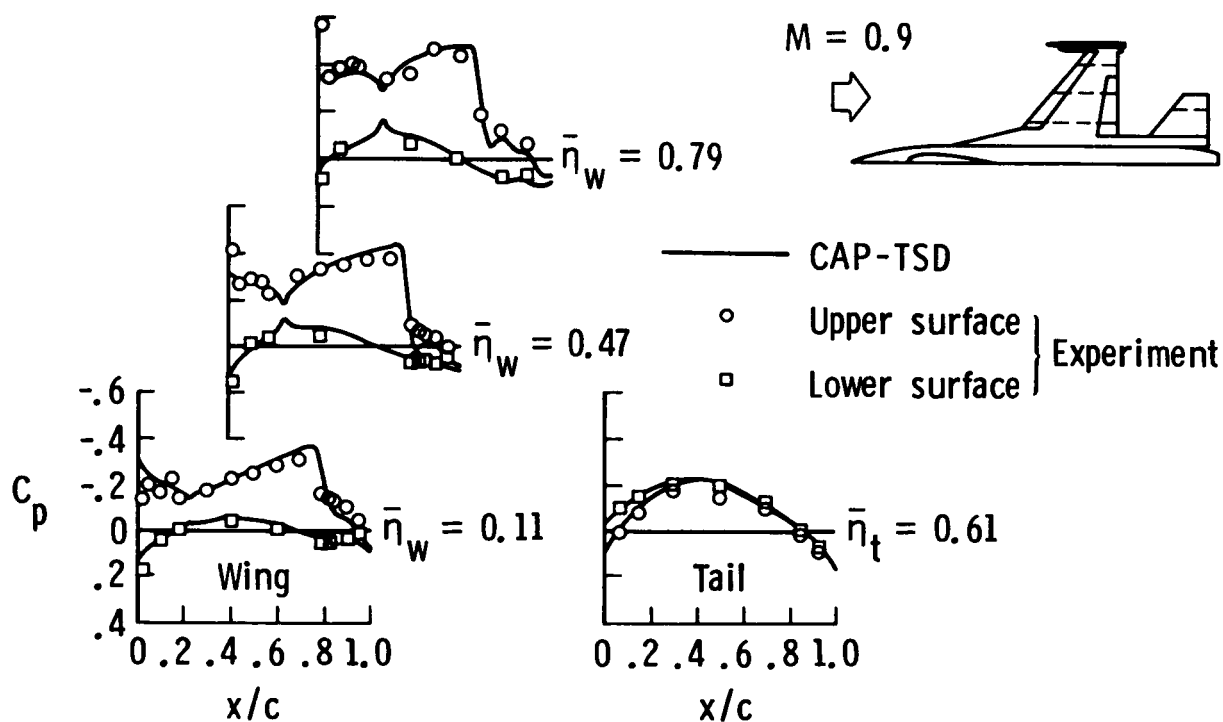 M = 0.9
η̄w = 0.79
CAP-TSD
Upper surface
Lower surface
Experiment
η̄w = 0.47
-.6
-.4
-.2
0
.2
.4
Cp
η̄w = 0.11
Wing
0 .2 .4 .6 .8 1.0
x/c
η̄t = 0.61
Tail
0 .2 .4 .6 .8 1.0
x/c